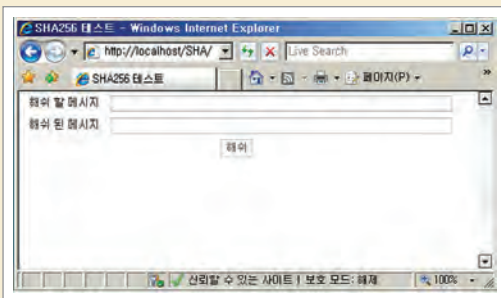 SHA256 테스트 - Windows Internet Explorer
http://localhost/SHA/ Live Search
SHA256 테스트 페이지(P)
해쉬 할 메시지
해쉬 된 메시지
해쉬
신뢰할 수 있는 사이트 | 보호 모드: 해제 100%